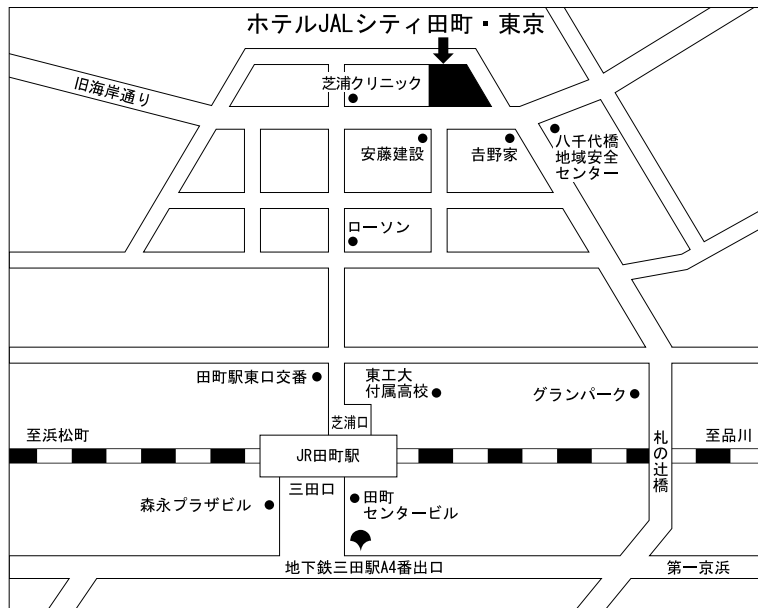 ホテルJALシティ田町・東京
旧海岸通り
芝浦クリニック
安藤建設
𠮷野家
八千代橋
地域安全
センター
ローソン
田町駅東口交番
東工大
付属高校
グランパーク
芝浦口
至浜松町
JR田町駅
札の辻橋
至品川
三田口
森永プラザビル
田町
センタービル
地下鉄三田駅A4番出口
第一京浜